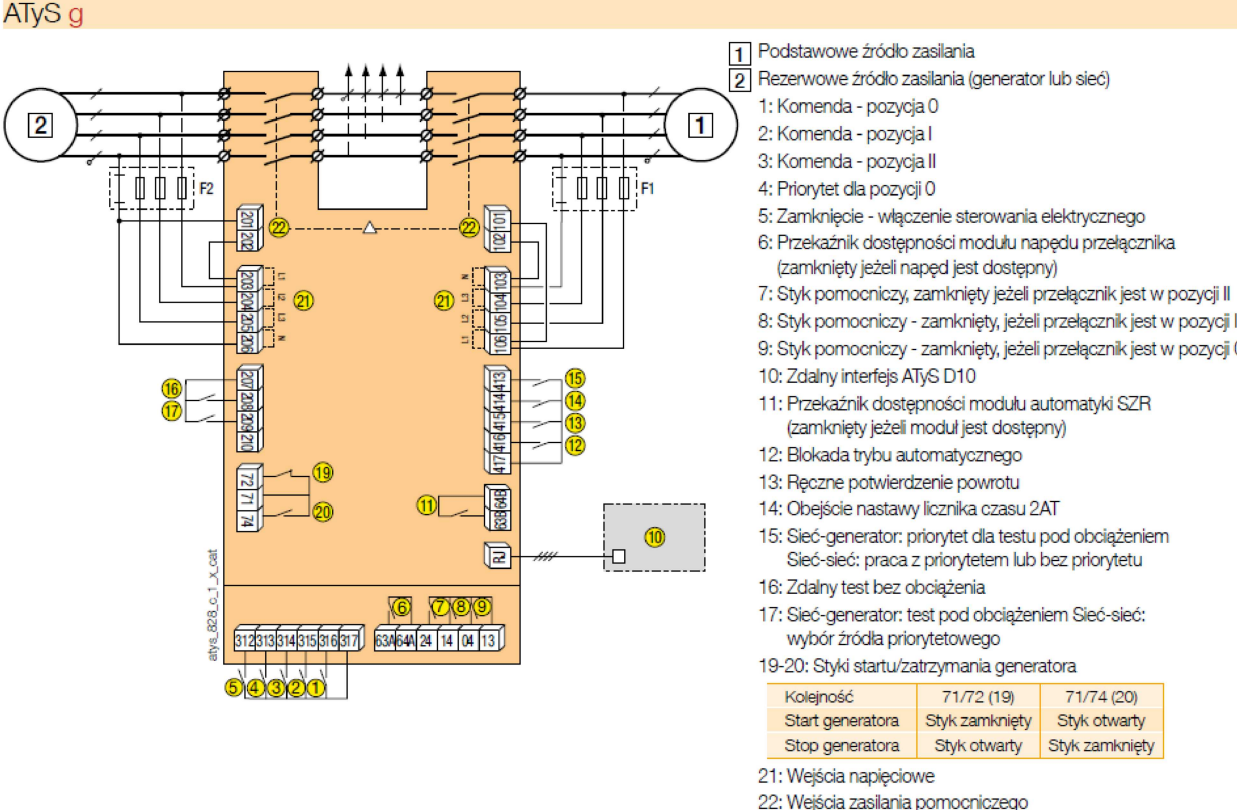 ATyS g
1 Podstawowe źródło zasilania
2 Rezerwowe źródło zasilania (generator lub sieć)
1: Komenda - pozycja 0
2: Komenda - pozycja I
3: Komenda - pozycja II
4: Priorytet dla pozycji 0
5: Zamknięcie - włączenie sterowania elektrycznego
6: Przekaźnik dostępności modułu napędu przełącznika
(zamknięty jeżeli napęd jest dostępny)
7: Styk pomocniczy, zamknięty jeżeli przełącznik jest w pozycji II
8: Styk pomocniczy - zamknięty, jeżeli przełącznik jest w pozycji I
9: Styk pomocniczy - zamknięty, jeżeli przełącznik jest w pozycji
10: Zdalny interfejs ATyS D10
11: Przekaźnik dostępności modułu automatyki SZR
(zamknięty jeżeli moduł jest dostępny)
12: Blokada trybu automatycznego
13: Ręczne potwierdzenie powrotu
14: Obejście nastawy licznika czasu 2AT
15: Sieć-generator: priorytet dla testu pod obciążeniem
Sieć-sieć: praca z priorytetem lub bez priorytetu
16: Zdalny test bez obciążenia
17: Sieć-generator: test pod obciążeniem Sieć-sieć:
wybór źródła priorytetowego
19-20: Styki startu/zatrzymania generatora
Kolejność 71/72 (19) 71/74 (20)
Start generatora Styk zamknięty Styk otwarty
Stop generatora Styk otwarty Styk zamknięty
21: Wejścia napięciowe
22: Wejścia zasilania pomocniczego
2
1
F2
F1
201
202
22
22
101
102
203
204
205
206
L1
L2
L3
N
21
21
N
L3
L2
L1
103
104
105
106
16
17
207
208
209
210
413
414
415
416
417
15
14
13
12
72
71
74
19
20
11
64B
63B
RJ
10
atys_828_c_1_x_cat
6
7 8 9
312 313 314 315 316 317
63A 64A 24 14 04 13
5 4 3 2 1